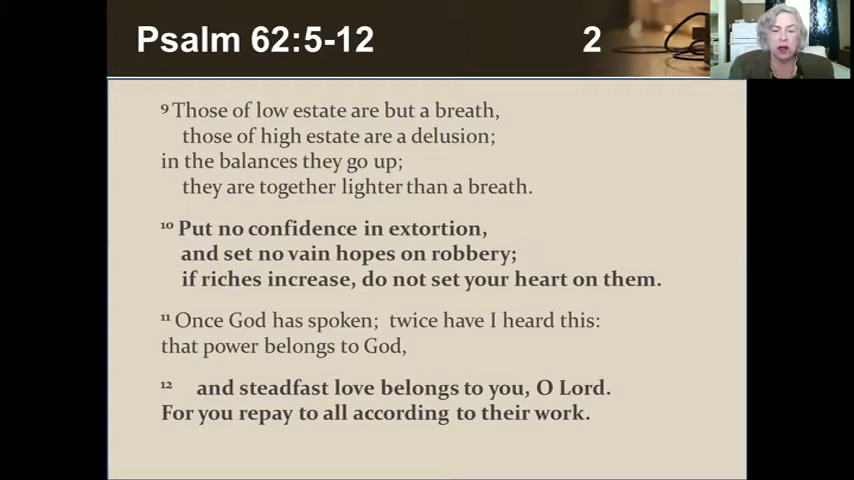 Psalm 62:5-12 2
9 Those of low estate are but a breath,
those of high estate are a delusion;
in the balances they go up;
they are together lighter than a breath.
10 Put no confidence in extortion,
and set no vain hopes on robbery;
if riches increase, do not set your heart on them.
11 Once God has spoken; twice have I heard this:
that power belongs to God,
12 and steadfast love belongs to you, O Lord.
For you repay to all according to their work.